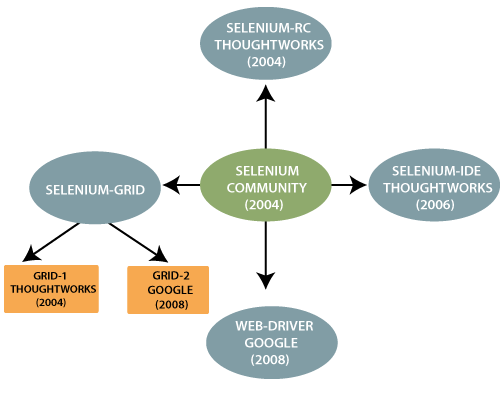 SELENIUM-RC
THOUGHTWORKS
(2004)
SELENIUM-GRID
SELENIUM
COMMUNITY
(2004)
SELENIUM-IDE
THOUGHTWORKS
(2006)
GRID-1
THOUGHTWORKS
(2004)
GRID-2
GOOGLE
(2008)
WEB-DRIVER
GOOGLE
(2008)